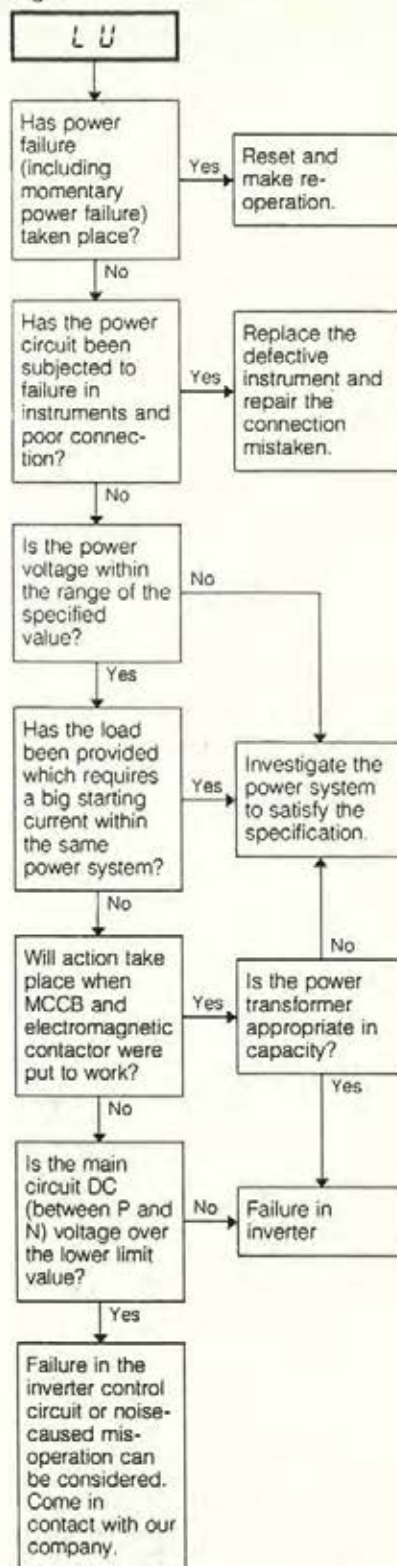 LU
Has power
failure
(including
momentary
power failure)
taken place?
Yes
Reset and
make re-
operation.
No
Has the power
circuit been
subjected to
failure in
instruments and
poor connec-
tion?
Yes
Replace the
defective
instrument and
repair the
connection
mistaken.
No
Is the power
voltage within
the range of the
specified
value?
No
Yes
Has the load
been provided
which requires
a big starting
current within
the same
power system?
Yes
Investigate the
power system
to satisfy the
specification.
No
Will action take
place when
MCCB and
electromagnetic
contactor were
put to work?
Yes
No
Is the power
transformer
appropriate in
capacity?
Yes
No
Is the main
circuit DC
(between P and
N) voltage over
the lower limit
value?
No
Failure in
inverter
Yes
Failure in the
inverter control
circuit or noise-
caused mis-
operation can
be considered.
Come in
contact with our
company.